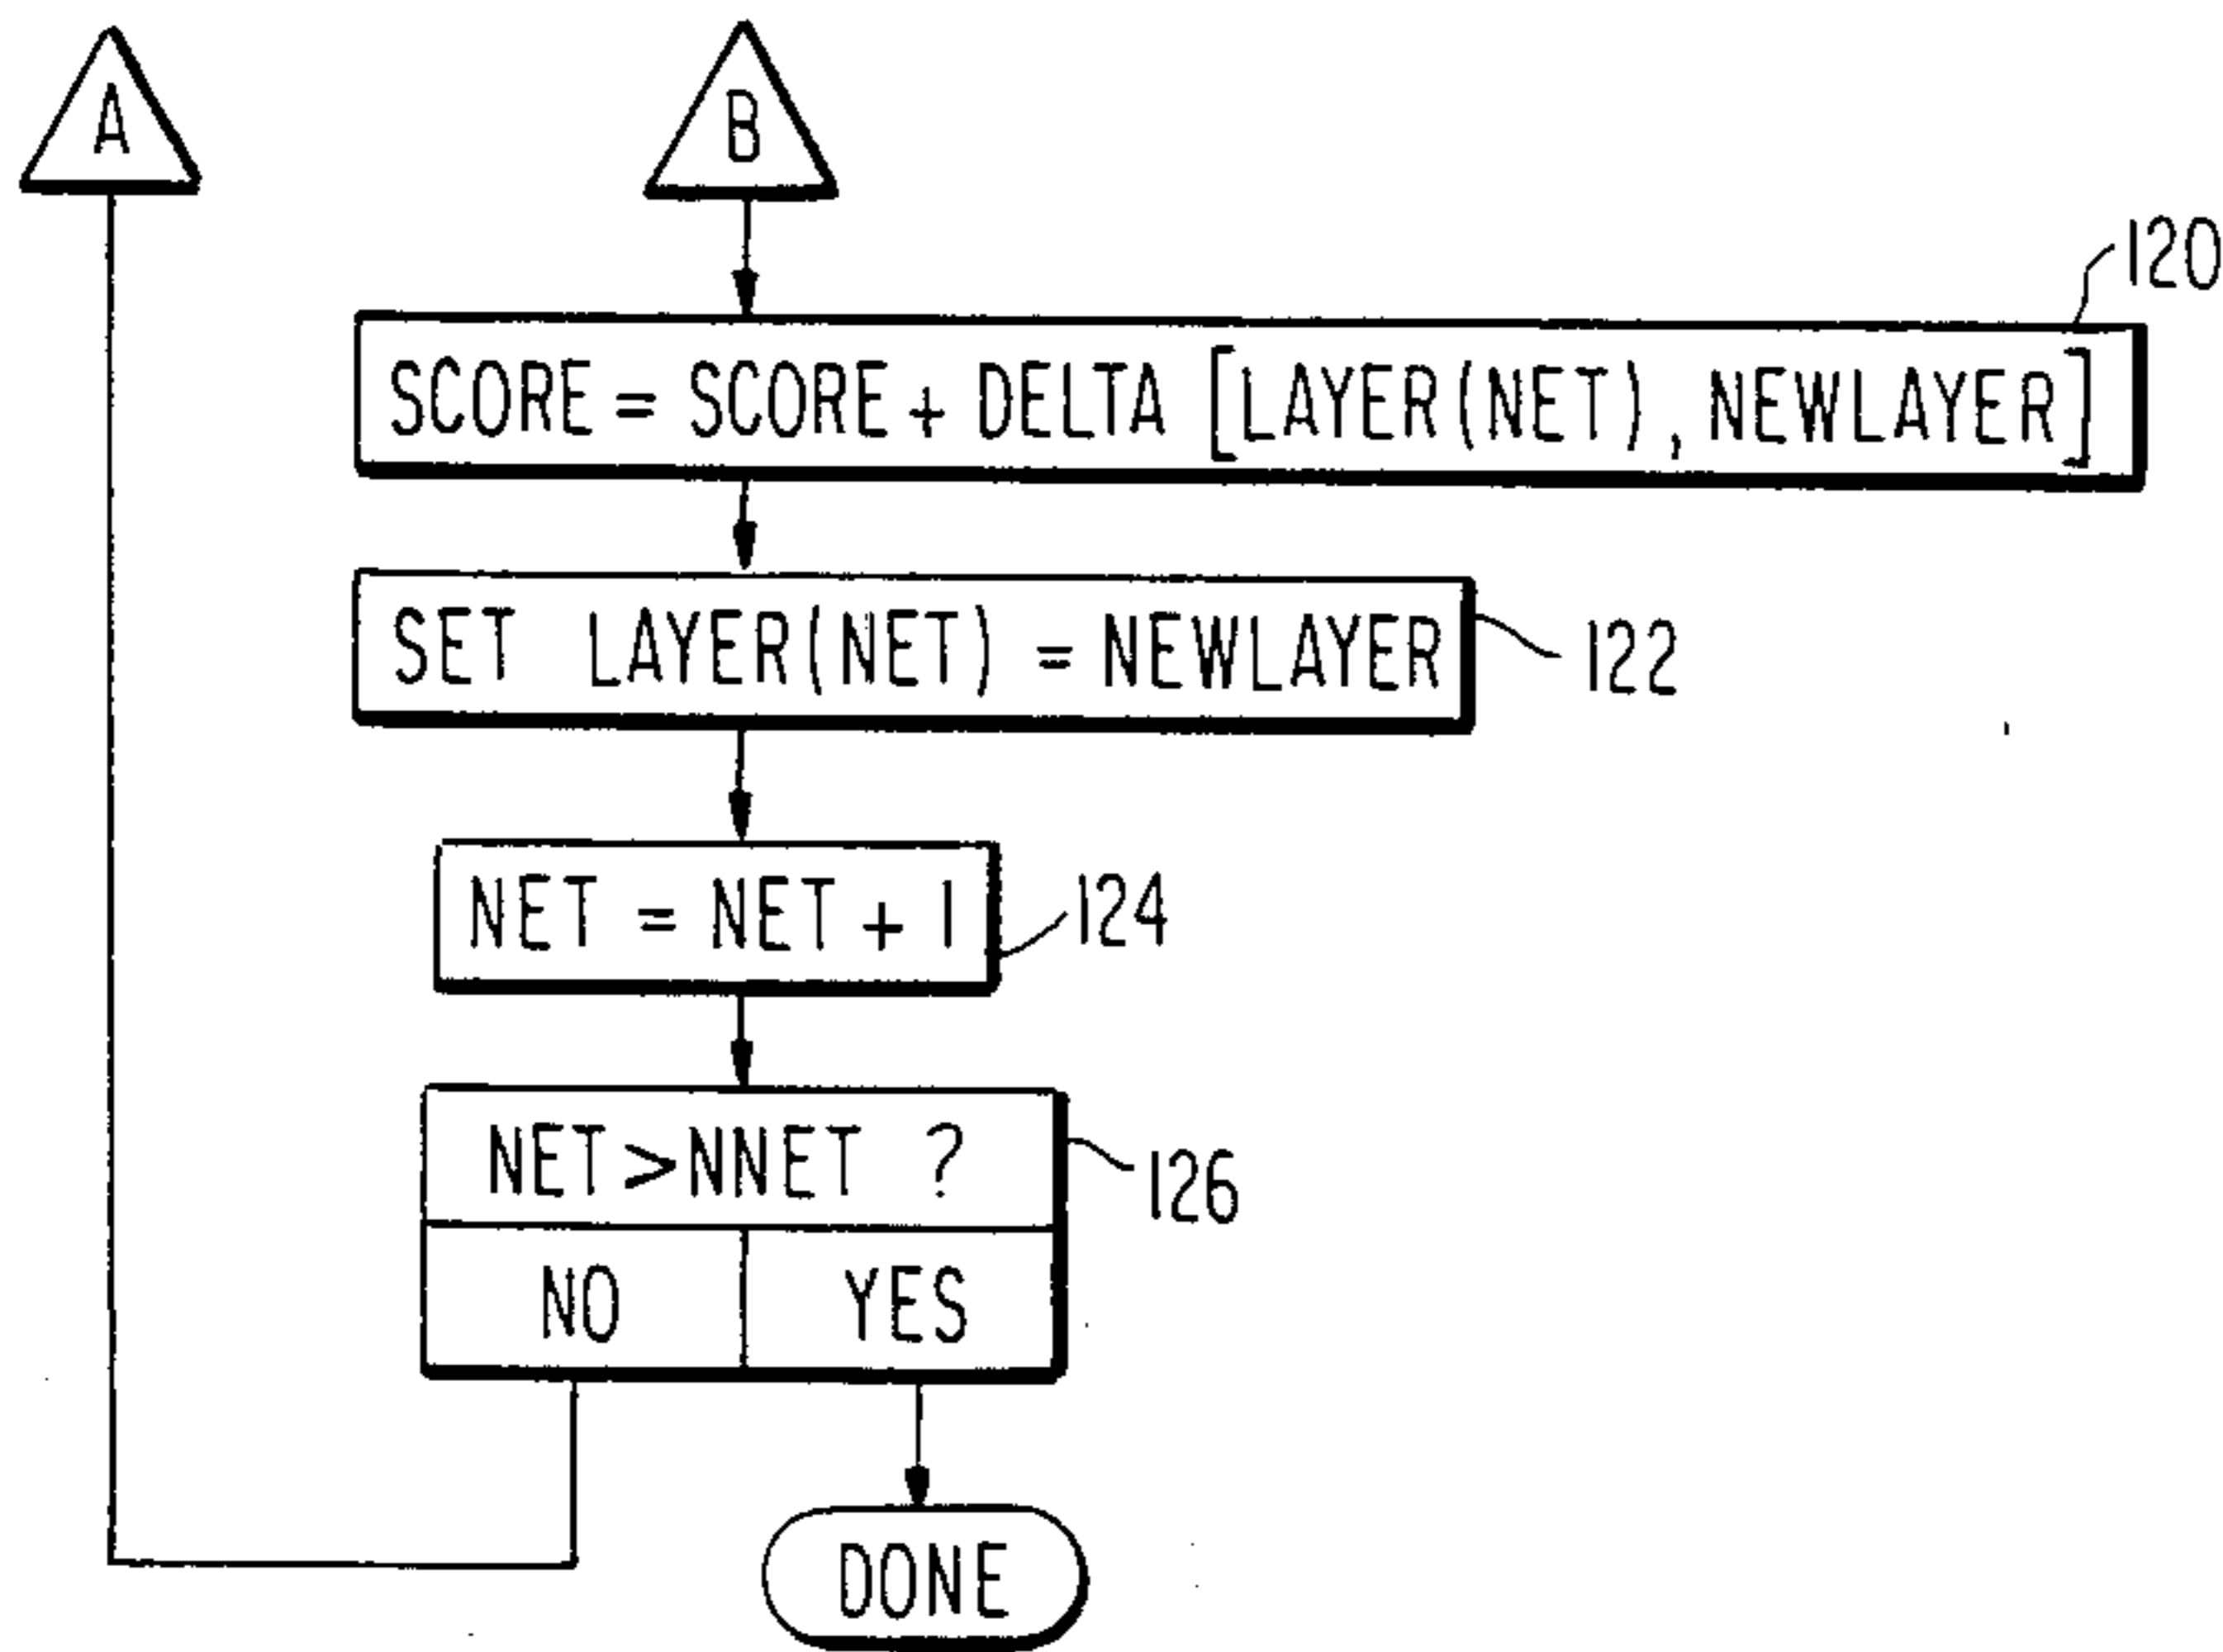 A
B
120
SCORE = SCORE + DELTA [LAYER(NET), NEWLAYER]
SET LAYER(NET) = NEWLAYER
122
NET = NET + 1
124
NET>NNET ?
126
NO
YES
DONE